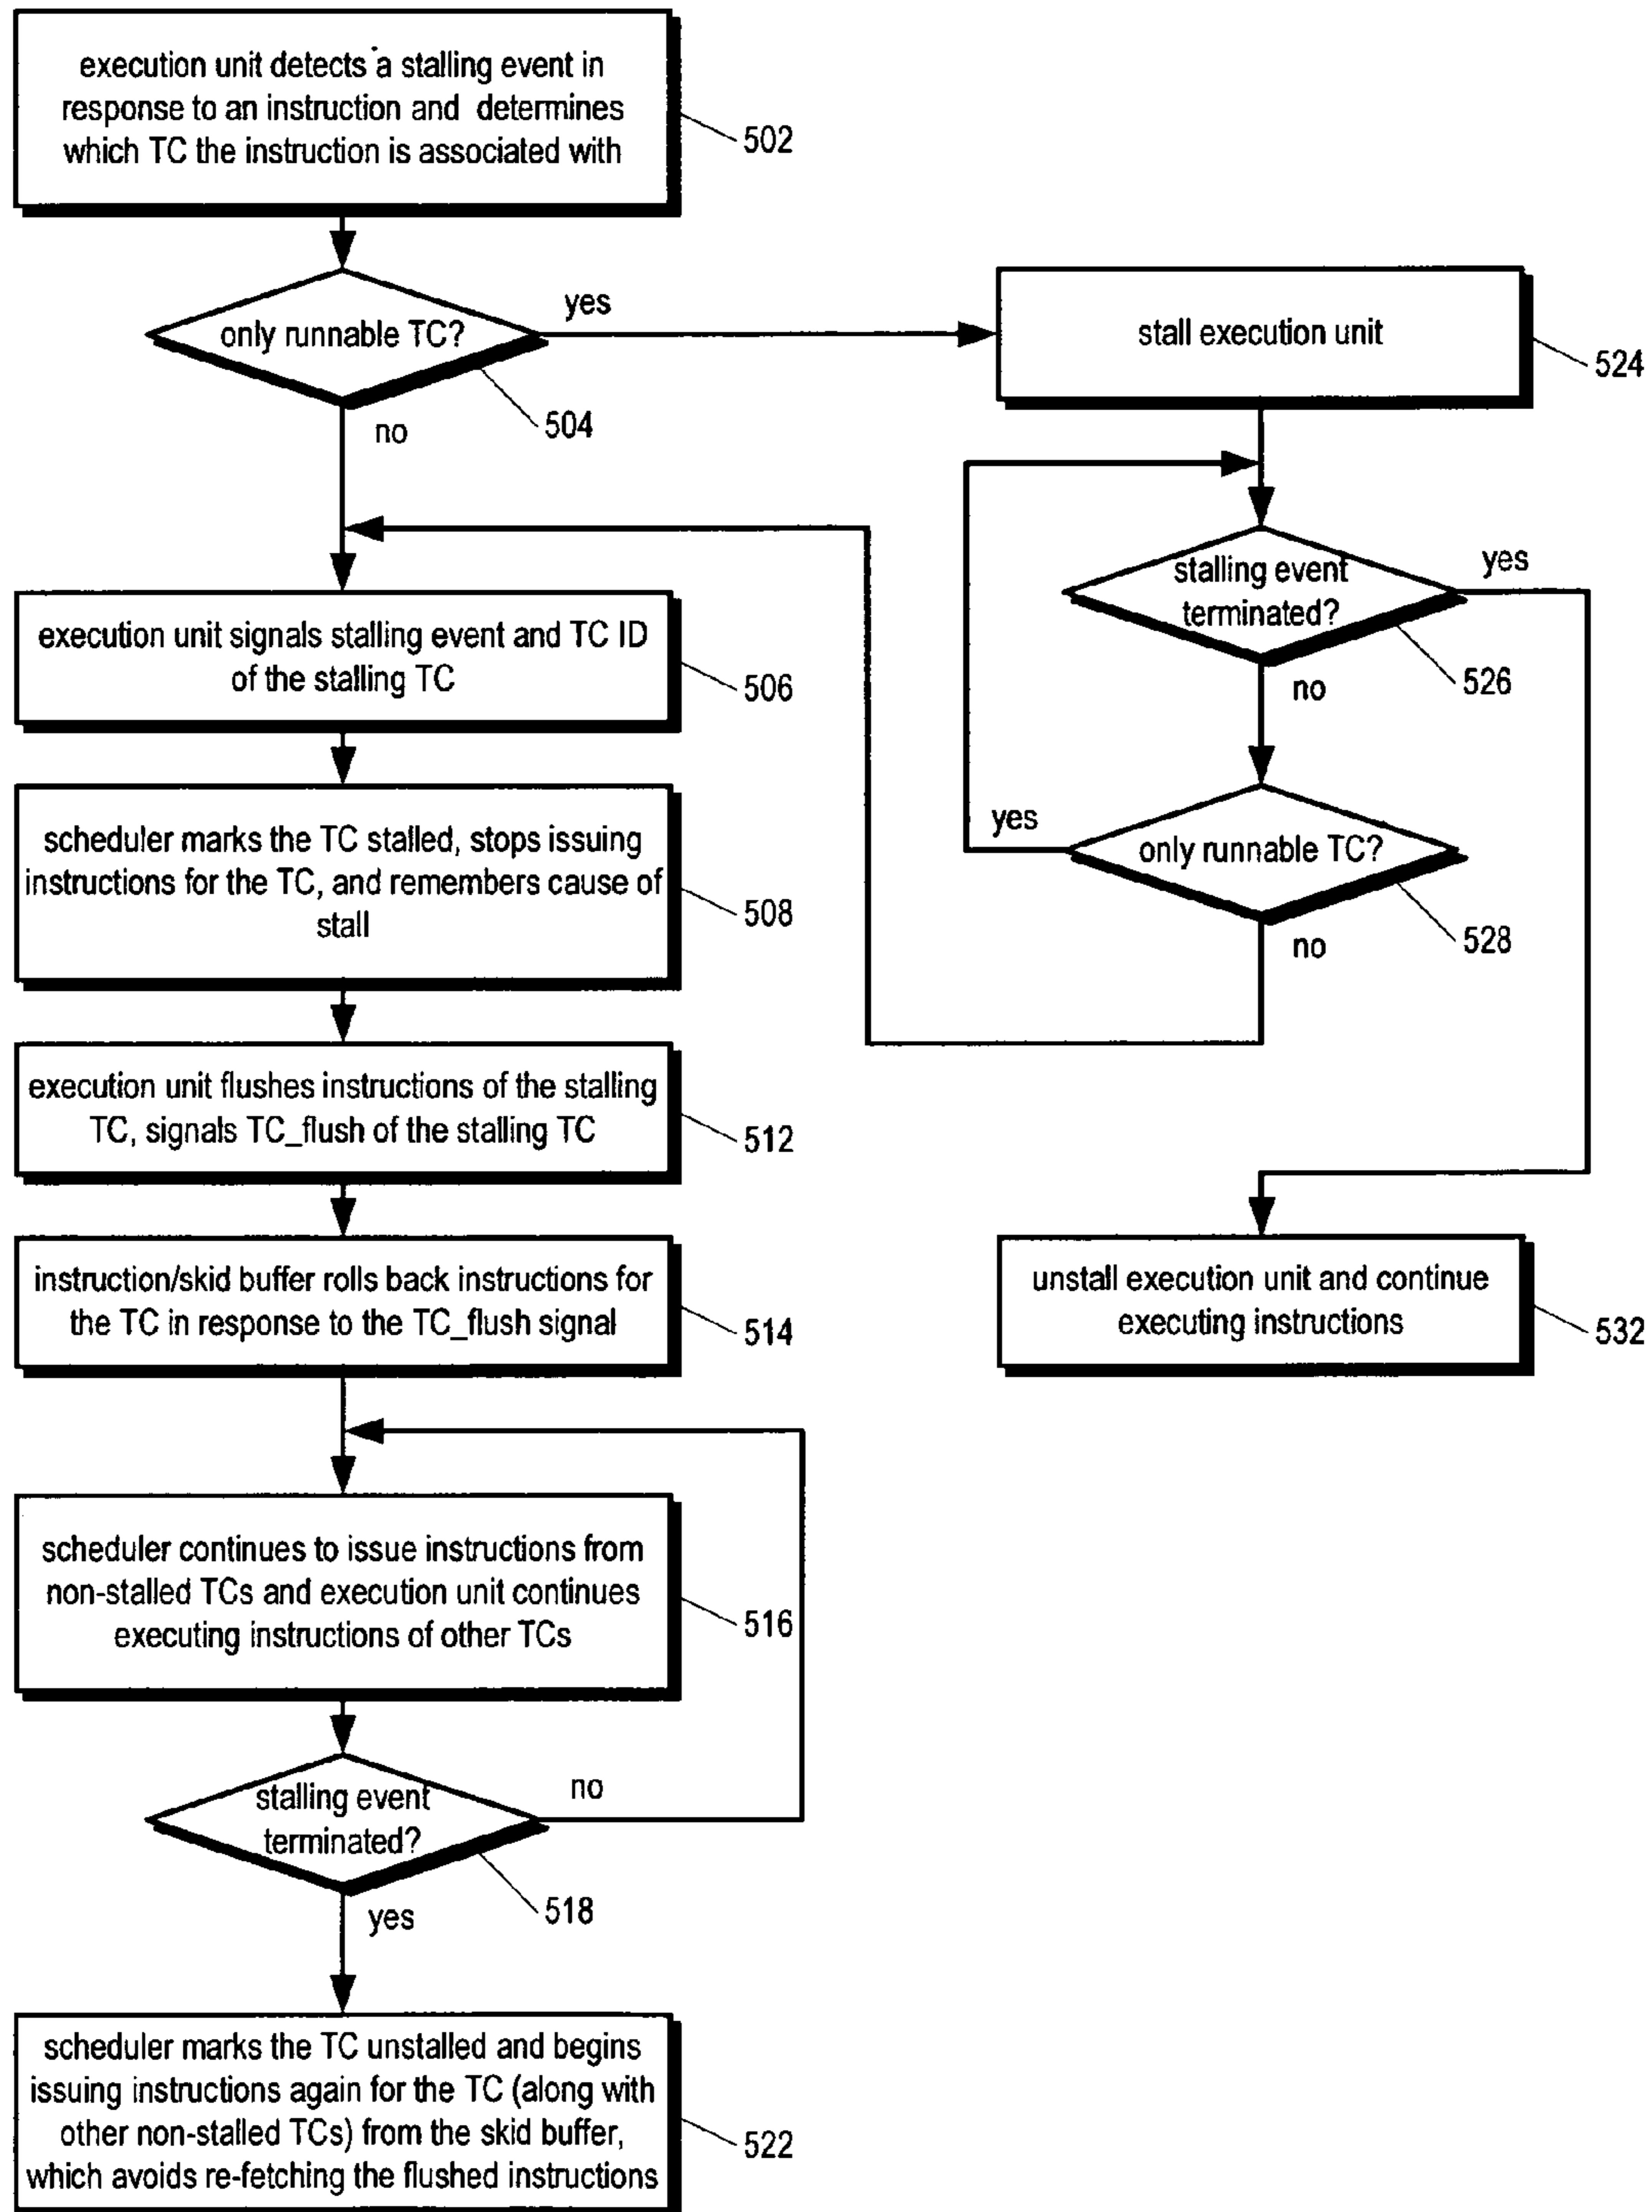 execution unit detects a stalling event in
response to an instruction and determines
which TC the instruction is associated with
502
only runnable TC?
yes
no
504
stall execution unit
524
stalling event
terminated?
yes
no
526
execution unit signals stalling event and TC ID
of the stalling TC
506
only runnable TC?
yes
no
528
scheduler marks the TC stalled, stops issuing
instructions for the TC, and remembers cause of
stall
508
execution unit flushes instructions of the stalling
TC, signals TC_flush of the stalling TC
512
instruction/skid buffer rolls back instructions for
the TC in response to the TC_flush signal
514
unstall execution unit and continue
executing instructions
532
scheduler continues to issue instructions from
non-stalled TCs and execution unit continues
executing instructions of other TCs
516
stalling event
terminated?
no
yes
518
scheduler marks the TC unstalled and begins
issuing instructions again for the TC (along with
other non-stalled TCs) from the skid buffer,
which avoids re-fetching the flushed instructions
522